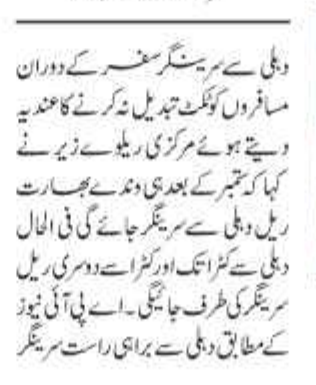 دہلی سے سرینگر سفر کے دوران
مسافروں کو ٹکٹ تبدیل نہ کرنے کا عندیہ
دیتے ہوئے مرکزی ریلوے زیر نے
کہا کہ ستمبر کے بعد ہی وندے بھارت
ریل دہلی سے سرینگر جائے گی فی الحال
دہلی سے کٹرا تک اور کٹرا سے دوسری ریل
سرینگر کی طرف جائیگی ۔اے پی آئی نیوز
کے مطابق دہلی سے براہی راست سرینگر